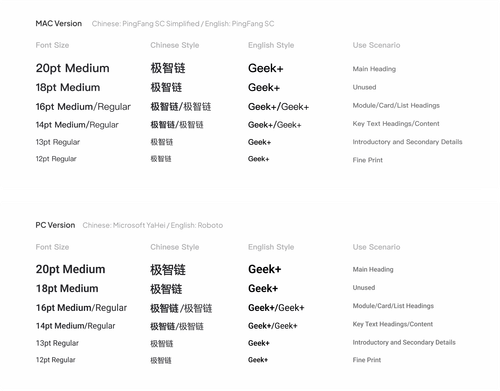 MAC Version Chinese: PingFang SC Simplified / English: PingFang SC
Font Size Chinese Style English Style Use Scenario
20pt Medium 极智链 Geek+ Main Heading
18pt Medium 极智链 Geek+ Unused
16pt Medium/Regular 极智链/极智链 Geek+/Geek+ Module/Card/List Headings
14pt Medium/Regular 极智链/极智链 Geek+/Geek+ Key Text Headings/Content
13pt Regular 极智链 Geek+ Introductory and Secondary Details
12pt Regular 极智链 Geek+ Fine Print
PC Version Chinese: Microsoft YaHei / English: Roboto
Font Size Chinese Style English Style Use Scenario
20pt Medium 极智链 Geek+ Main Heading
18pt Medium 极智链 Geek+ Unused
16pt Medium/Regular 极智链/极智链 Geek+/Geek+ Module/Card/List Headings
14pt Medium/Regular 极智链/极智链 Geek+/Geek+ Key Text Headings/Content
13pt Regular 极智链 Geek+ Introductory and Secondary Details
12pt Regular 极智链 Geek+ Fine Print